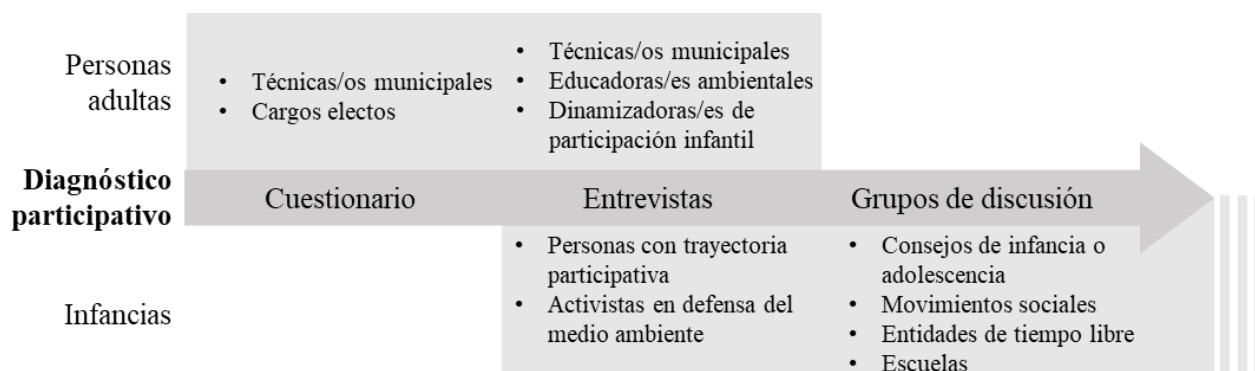 Personas
adultas
• Técnicas/os municipales
• Cargos electos
• Técnicas/os municipales
• Educadoras/es ambientales
• Dinamizadoras/es de
participación infantil
Diagnóstico
participativo
Cuestionario
Entrevistas
Grupos de discusión
Infancias
• Personas con trayectoria
participativa
• Activistas en defensa del
medio ambiente
• Consejos de infancia o
adolescencia
• Movimientos sociales
• Entidades de tiempo libre
• Escuelas